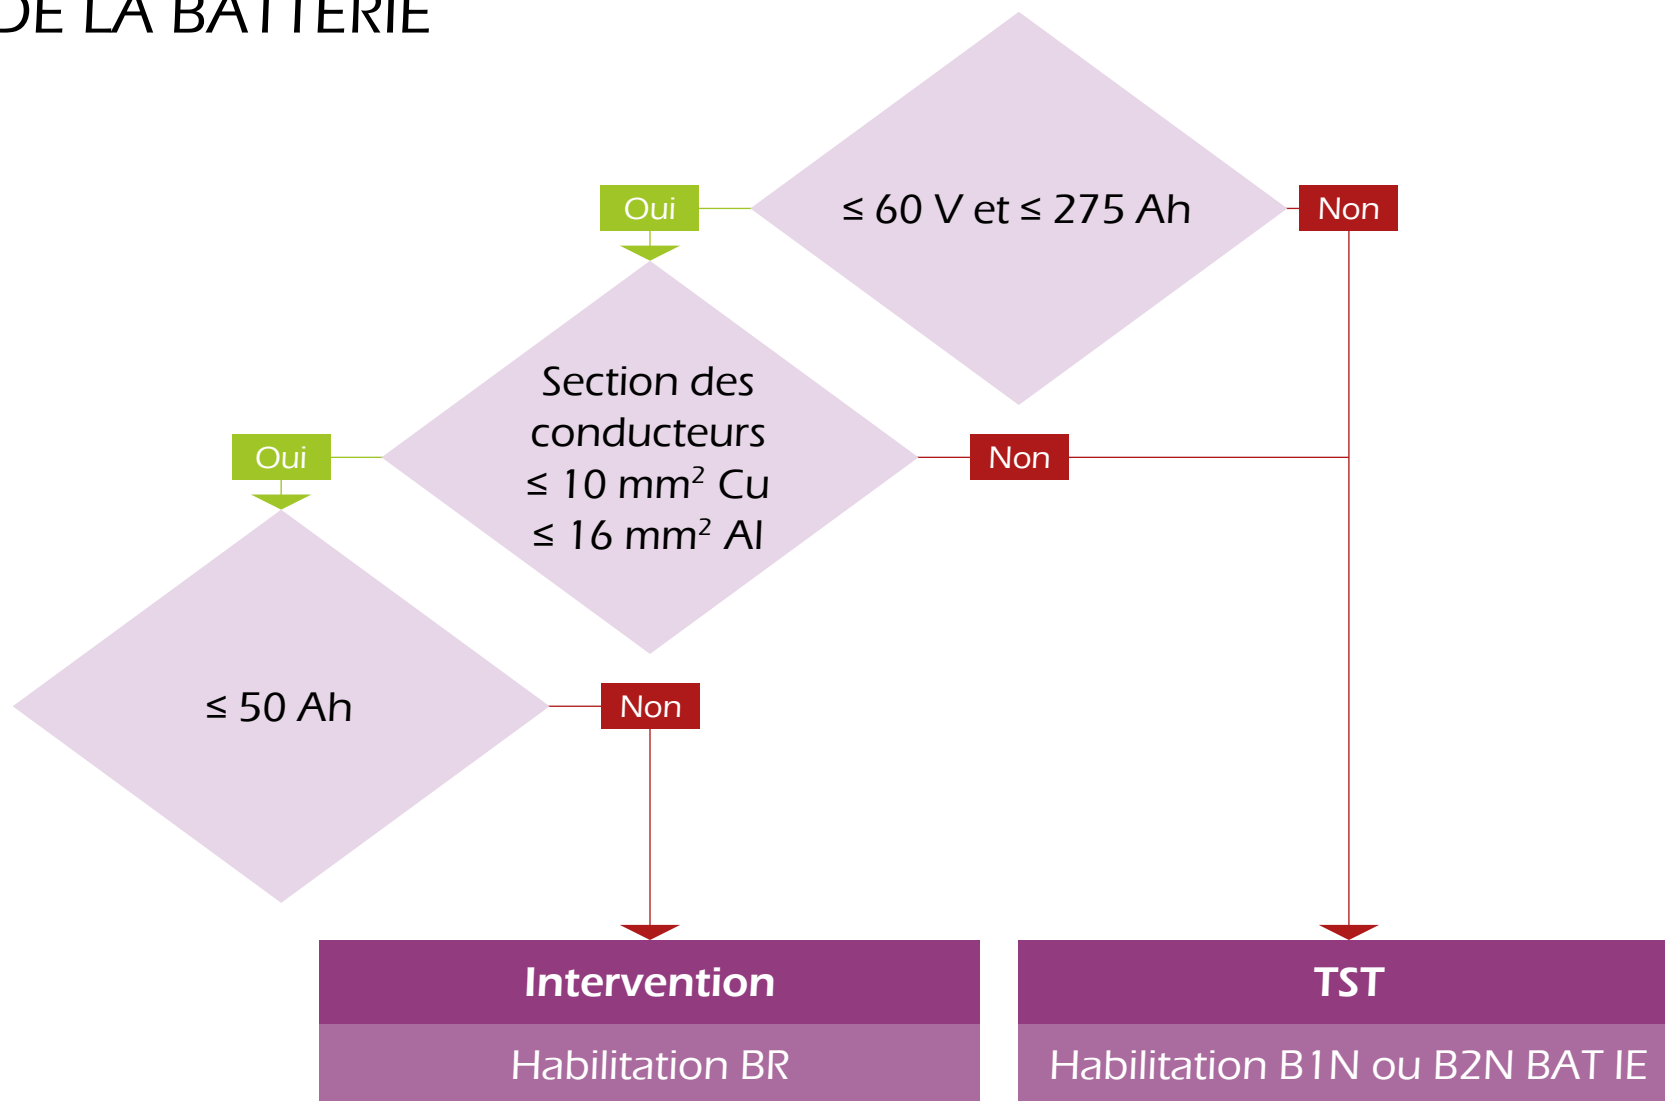 DE LA BATTERIE
Oui
≤ 60 V et ≤ 275 Ah
Non
Oui
Section des
conducteurs
≤ 10 mm² Cu
≤ 16 mm² Al
Non
≤ 50 Ah
Non
Intervention
Habilitation BR
TST
Habilitation B1N ou B2N BAT IE